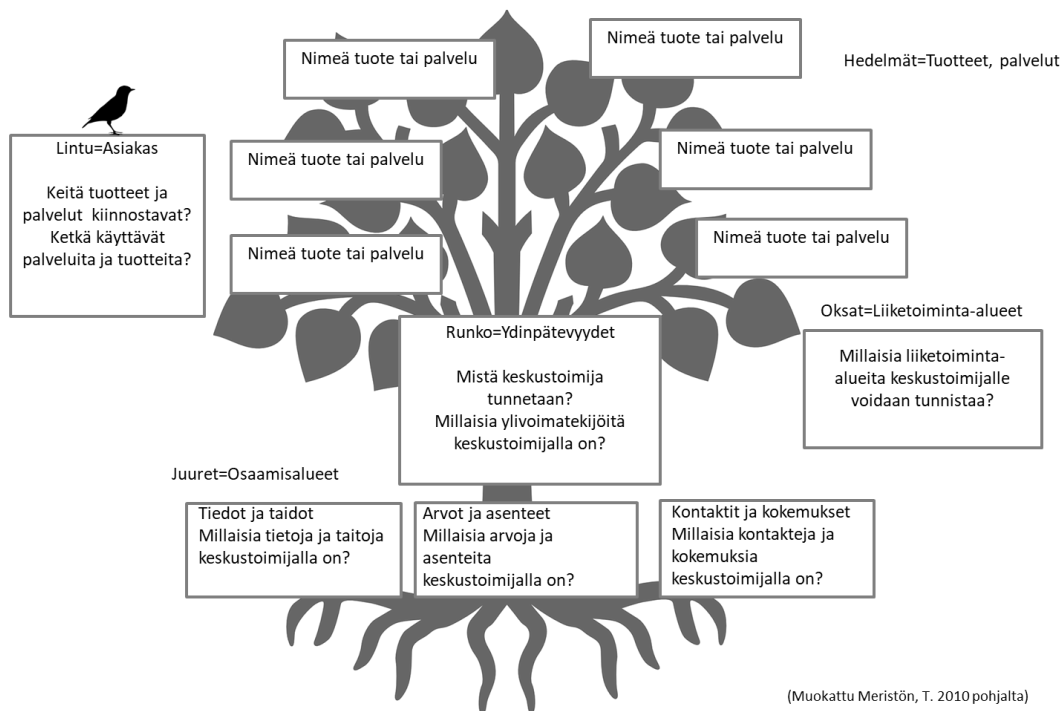 Nimeä tuote tai palvelu
Nimeä tuote tai palvelu
Hedelmät=Tuotteet, palvelut
Lintu=Asiakas
Keitä tuotteet ja
palvelut kiinnostavat?
Ketkä käyttävät
palveluita ja tuotteita?
Nimeä tuote tai palvelu
Nimeä tuote tai palvelu
Nimeä tuote tai palvelu
Nimeä tuote tai palvelu
Oksat=Liiketoiminta-alueet
Millaisia liiketoiminta-
alueita keskustoimijalle
voidaan tunnistaa?
Runko=Ydinpätevyydet
Mistä keskustoimija
tunnetaan?
Millaisia ylivoimatekijöitä
keskustoimijalla on?
Juuret=Osaamisalueet
Tiedot ja taidot
Millaisia tietoja ja taitoja
keskustoimijalla on?
Arvot ja asenteet
Millaisia arvoja ja
asenteita
keskustoimijalla on?
Kontaktit ja kokemukset
Millaisia kontakteja ja
kokemuksia
keskustoimijalla on?
(Muokattu Meristön, T. 2010 pohjalta)